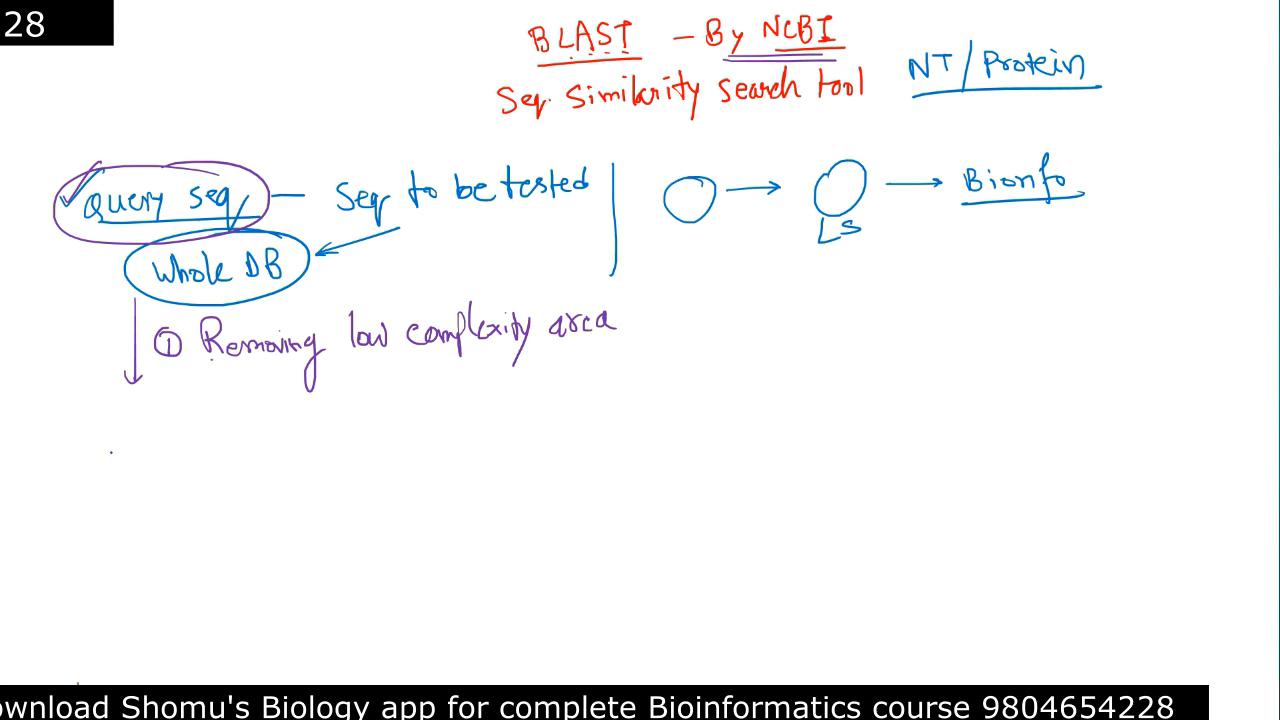 28
BLAST - By NCBI
NT/Protein
Seq. Similarity search tool
Query seq - Seq to be tested
→ → Bionfo
LS
Whole DB
① Removing low complexity area
ownload Shomu's Biology app for complete Bioinformatics course 9804654228